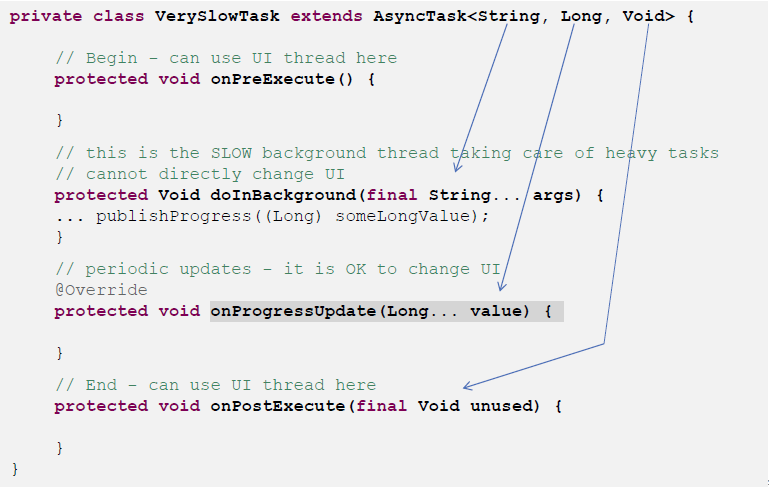 private class VerySlowTask extends AsyncTask<String, Long, Void> {
// Begin - can use UI thread here
protected void onPreExecute() {
}
// this is the SLOW background thread taking care of heavy tasks
// cannot directly change UI
protected Void doInBackground(final String... args) {
... publishProgress((Long) someLongValue);
}
// periodic updates - it is OK to change UI
@Override
protected void onProgressUpdate(Long... value) {
}
// End - can use UI thread here
protected void onPostExecute(final Void unused) {
}
}